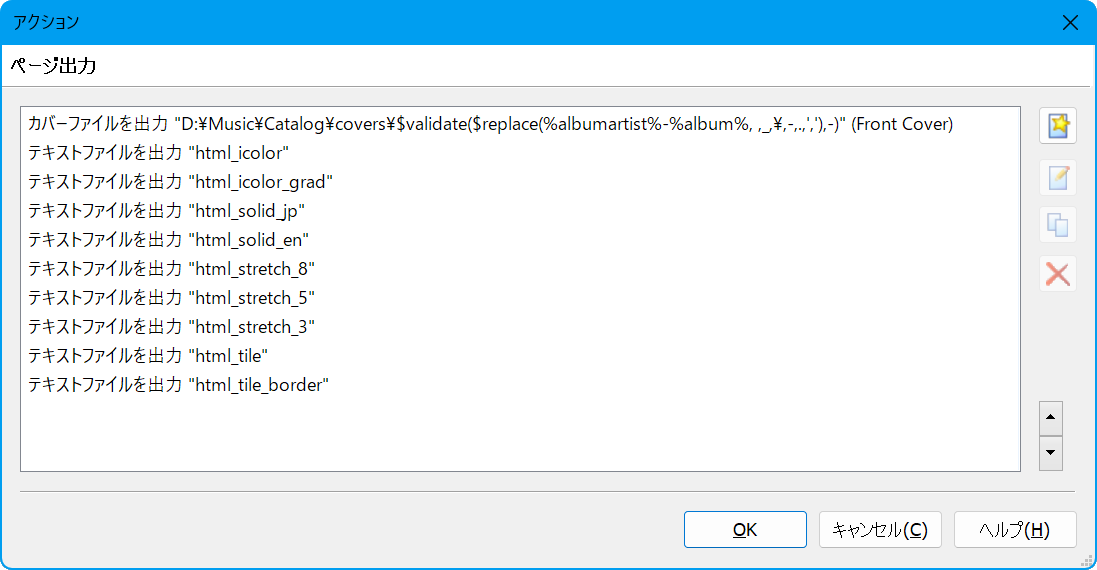 アクション
ページ出力
カバーファイルを出力 "D:¥Music¥Catalog¥covers¥$validate($replace(%albumartist%-%album%, ,_,¥,-,.,','),-)" (Front Cover)
テキストファイルを出力 "html_icolor"
テキストファイルを出力 "html_icolor_grad"
テキストファイルを出力 "html_solid_jp"
テキストファイルを出力 "html_solid_en"
テキストファイルを出力 "html_stretch_8"
テキストファイルを出力 "html_stretch_5"
テキストファイルを出力 "html_stretch_3"
テキストファイルを出力 "html_tile"
テキストファイルを出力 "html_tile_border"
OK
キャンセル(C)
ヘルプ(H)